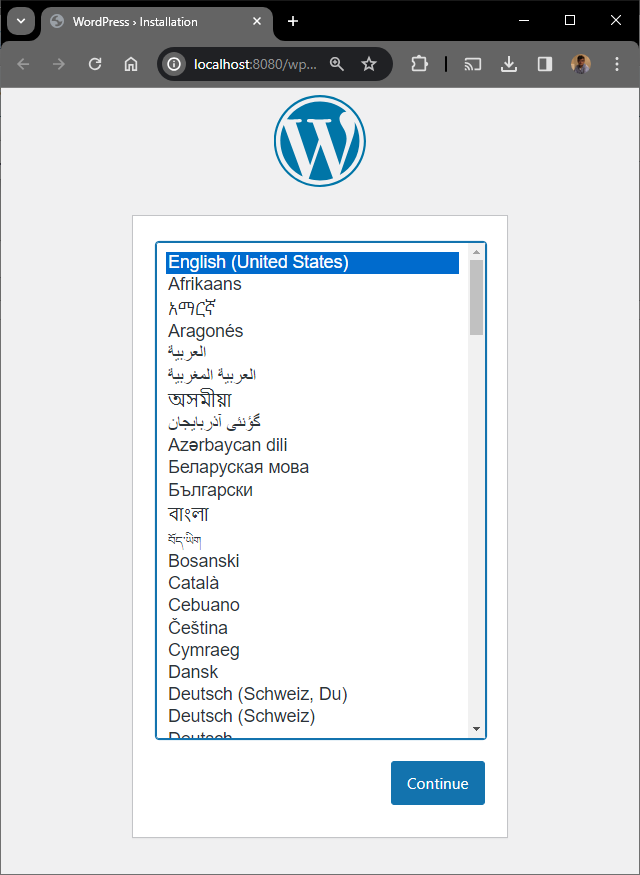 WordPress › Installation
localhost:8080/wp...
English (United States)
Afrikaans
አማርኛ
Aragonés
العربية
العربية المغربية
অসমীয়া
گؤنئی آذربایجان
Azərbaycan dili
Беларуская мова
Български
বাংলা
བོད་ཡིག
Bosanski
Català
Cebuano
Čeština
Cymraeg
Dansk
Deutsch (Schweiz, Du)
Deutsch (Schweiz)
Deutsch
Continue